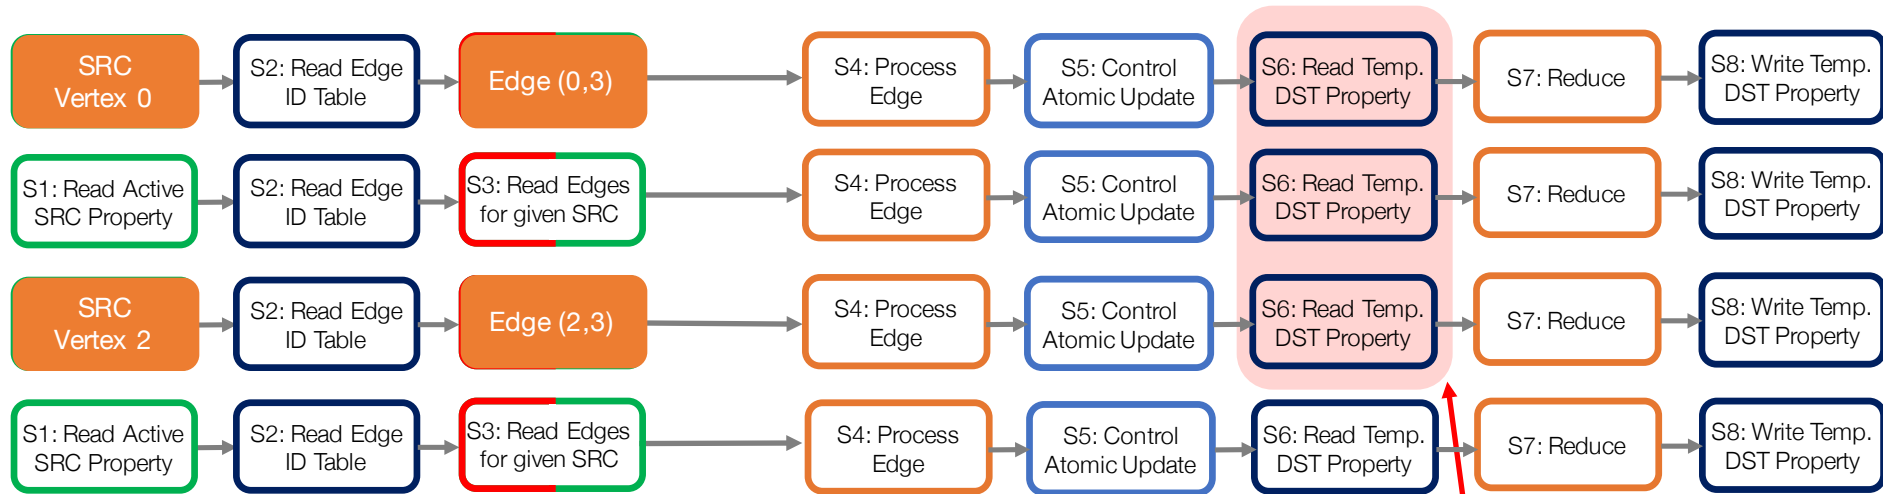 SRC
Vertex 0
S2: Read Edge
ID Table
Edge (0,3)
S4: Process
Edge
S5: Control
Atomic Update
S6: Read Temp.
DST Property
S7: Reduce
S8: Write Temp.
DST Property
S1: Read Active
SRC Property
S2: Read Edge
ID Table
S3: Read Edges
for given SRC
S4: Process
Edge
S5: Control
Atomic Update
S6: Read Temp.
DST Property
S7: Reduce
S8: Write Temp.
DST Property
SRC
Vertex 2
S2: Read Edge
ID Table
Edge (2,3)
S4: Process
Edge
S5: Control
Atomic Update
S6: Read Temp.
DST Property
S7: Reduce
S8: Write Temp.
DST Property
S1: Read Active
SRC Property
S2: Read Edge
ID Table
S3: Read Edges
for given SRC
S4: Process
Edge
S5: Control
Atomic Update
S6: Read Temp.
DST Property
S7: Reduce
S8: Write Temp.
DST Property